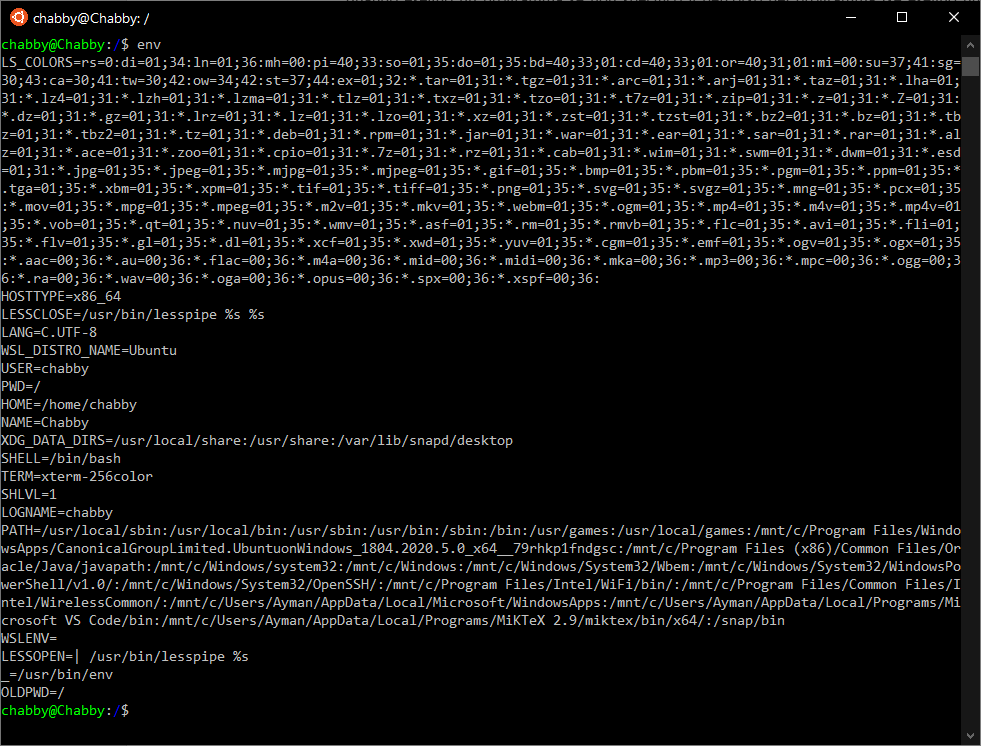 chabby@Chabby: /
chabby@Chabby:/$ env
LS_COLORS=rs=0:di=01;34:ln=01;36:mh=00:pi=40;33:so=01;35:do=01;35:bd=40;33;01:cd=40;33;01:or=40;31;01:mi=00:su=37;41:sg=
30;43:ca=30;41:tw=30;42:ow=34;42:st=37;44:ex=01;32:*.tar=01;31:*.tgz=01;31:*.arc=01;31:*.arj=01;31:*.taz=01;31:*.lha=01;
31:*.lz4=01;31:*.lzh=01;31:*.lzma=01;31:*.tlz=01;31:*.txz=01;31:*.tzo=01;31:*.t7z=01;31:*.zip=01;31:*.z=01;31:*.Z=01;31:
*.dz=01;31:*.gz=01;31:*.lrz=01;31:*.lz=01;31:*.lzo=01;31:*.xz=01;31:*.zst=01;31:*.tzst=01;31:*.bz2=01;31:*.bz=01;31:*.tb
z=01;31:*.tbz2=01;31:*.tz=01;31:*.deb=01;31:*.rpm=01;31:*.jar=01;31:*.war=01;31:*.ear=01;31:*.sar=01;31:*.rar=01;31:*.al
z=01;31:*.ace=01;31:*.zoo=01;31:*.cpio=01;31:*.7z=01;31:*.rz=01;31:*.cab=01;31:*.wim=01;31:*.swm=01;31:*.dwm=01;31:*.esd
=01;31:*.jpg=01;35:*.jpeg=01;35:*.mjpg=01;35:*.mjpeg=01;35:*.gif=01;35:*.bmp=01;35:*.pbm=01;35:*.pgm=01;35:*.ppm=01;35:*
.tga=01;35:*.xbm=01;35:*.xpm=01;35:*.tif=01;35:*.tiff=01;35:*.png=01;35:*.svg=01;35:*.svgz=01;35:*.mng=01;35:*.pcx=01;35
:*.mov=01;35:*.mpg=01;35:*.mpeg=01;35:*.m2v=01;35:*.mkv=01;35:*.webm=01;35:*.ogm=01;35:*.mp4=01;35:*.m4v=01;35:*.mp4v=01
;35:*.vob=01;35:*.qt=01;35:*.nuv=01;35:*.wmv=01;35:*.asf=01;35:*.rm=01;35:*.rmvb=01;35:*.flc=01;35:*.avi=01;35:*.fli=01;
35:*.flv=01;35:*.gl=01;35:*.dl=01;35:*.xcf=01;35:*.xwd=01;35:*.yuv=01;35:*.cgm=01;35:*.emf=01;35:*.ogv=01;35:*.ogx=01;35
:*.aac=00;36:*.au=00;36:*.flac=00;36:*.m4a=00;36:*.mid=00;36:*.midi=00;36:*.mka=00;36:*.mp3=00;36:*.mpc=00;36:*.ogg=00;3
6:*.ra=00;36:*.wav=00;36:*.oga=00;36:*.opus=00;36:*.spx=00;36:*.xspf=00;36:
HOSTTYPE=x86_64
LESSCLOSE=/usr/bin/lesspipe %s %s
LANG=C.UTF-8
WSL_DISTRO_NAME=Ubuntu
USER=chabby
PWD=/
HOME=/home/chabby
NAME=Chabby
XDG_DATA_DIRS=/usr/local/share:/usr/share:/var/lib/snapd/desktop
SHELL=/bin/bash
TERM=xterm-256color
SHLVL=1
LOGNAME=chabby
PATH=/usr/local/sbin:/usr/local/bin:/usr/sbin:/usr/bin:/sbin:/bin:/usr/games:/usr/local/games:/mnt/c/Program Files/Windo
wsApps/CanonicalGroupLimited.UbuntuonWindows_1804.2020.5.0_x64__79rhkp1fndgsc:/mnt/c/Program Files (x86)/Common Files/Or
acle/Java/javapath:/mnt/c/Windows/system32:/mnt/c/Windows:/mnt/c/Windows/System32/Wbem:/mnt/c/Windows/System32/WindowsPo
werShell/v1.0/:/mnt/c/Windows/System32/OpenSSH/:/mnt/c/Program Files/Intel/WiFi/bin/:/mnt/c/Program Files/Common Files/I
ntel/WirelessCommon/:/mnt/c/Users/Ayman/AppData/Local/Microsoft/WindowsApps:/mnt/c/Users/Ayman/AppData/Local/Programs/Mi
crosoft VS Code/bin:/mnt/c/Users/Ayman/AppData/Local/Programs/MiKTeX 2.9/miktex/bin/x64/:/snap/bin
WSLENV=
LESSOPEN=| /usr/bin/lesspipe %s
_=/usr/bin/env
OLDPWD=/
chabby@Chabby:/$